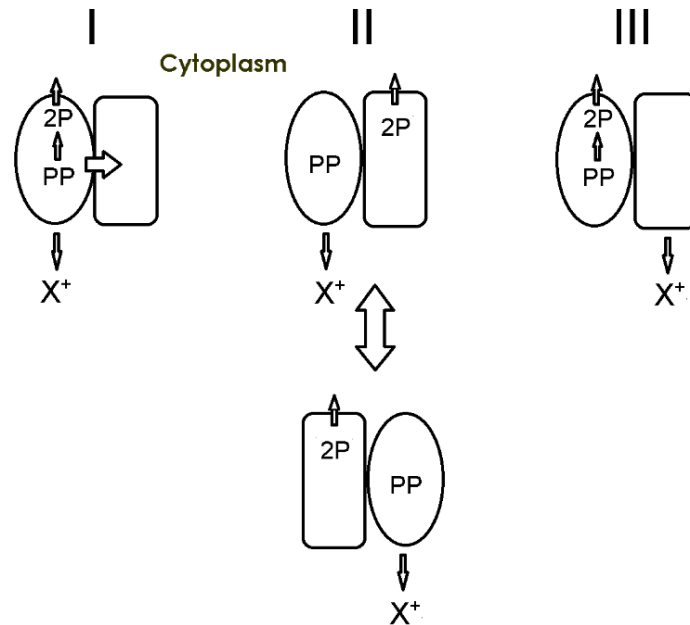 I II III
Cytoplasm
2P 2P 2P
PP PP PP
X+ X+ X+
2P PP
X+